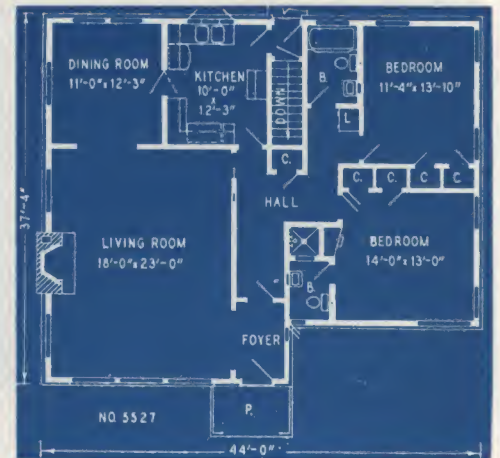 DINING ROOM
11'-0" x 12'-3"
KITCHEN
10'-0"
x
12'-3"
DOWN
B.
L.
BEDROOM
11'-4" x 13'-10"
C.
C.
C.
C
C
HALL
37'-4"
LIVING ROOM
18'-0" x 23'-0"
BEDROOM
14'-0" x 13'-0"
B.
FOYER
P.
NO. 5527
44'-0"